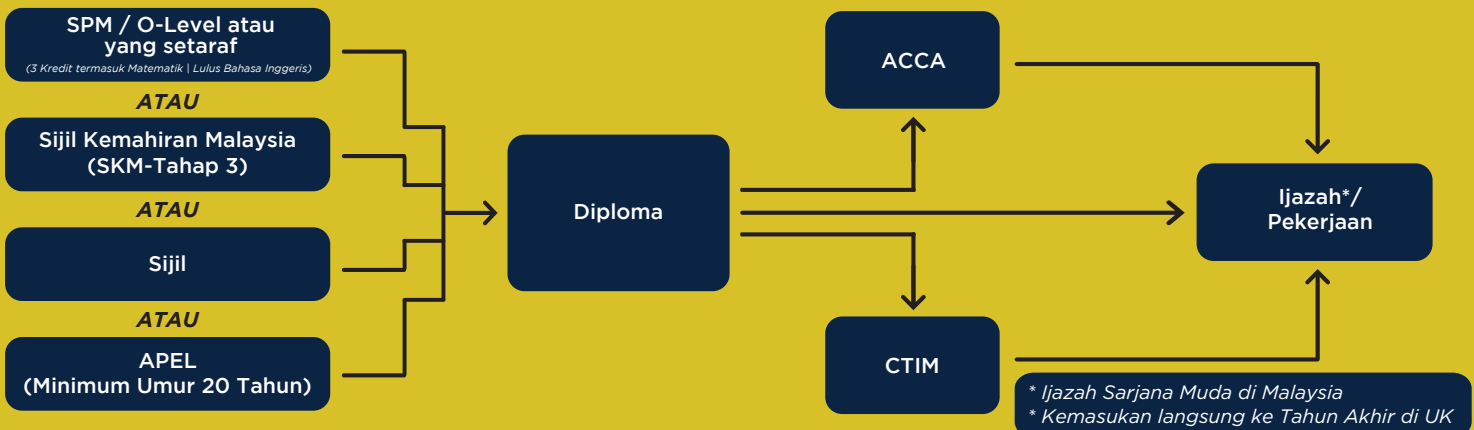 SPM / O-Level atau
yang setaraf
(3 Kredit termasuk Matematik | Lulus Bahasa Inggeris)
ATAU
Sijil Kemahiran Malaysia
(SKM-Tahap 3)
ATAU
Sijil
ATAU
APEL
(Minimum Umur 20 Tahun)
Diploma
ACCA
CTIM
Ijazah*/
Pekerjaan
* Ijazah Sarjana Muda di Malaysia
* Kemasukan langsung ke Tahun Akhir di UK